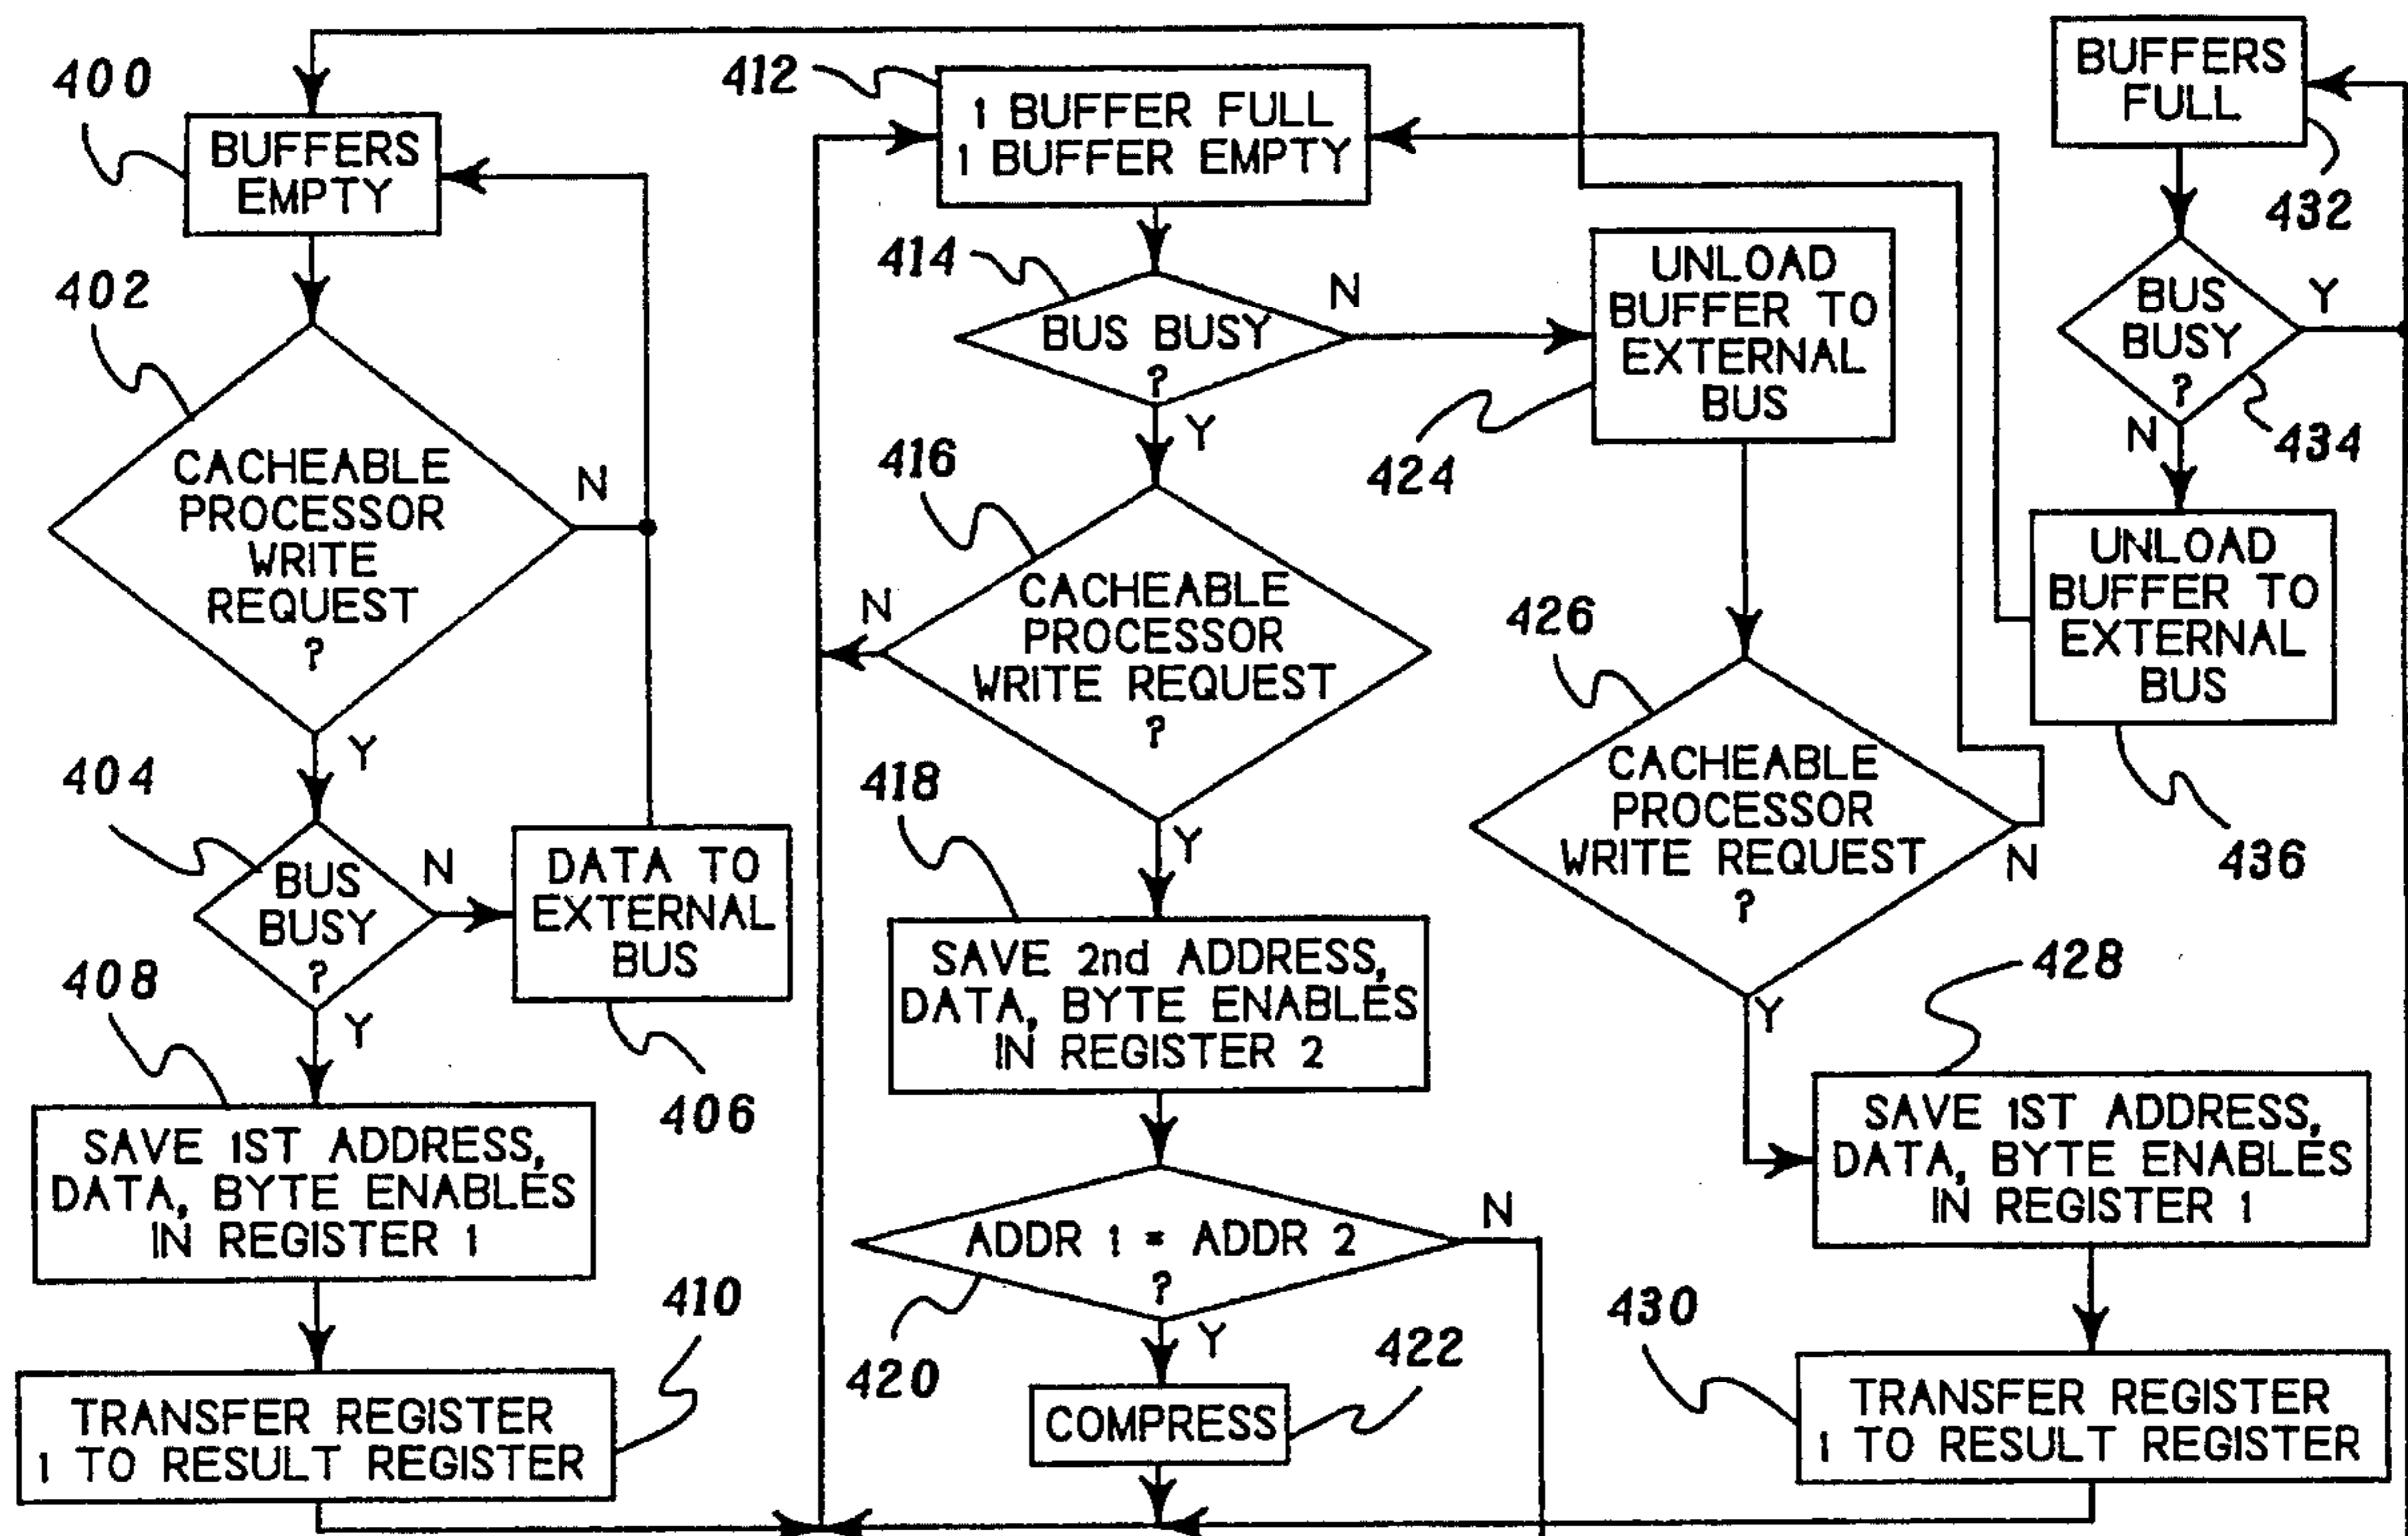 400
BUFFERS
EMPTY
402
CACHEABLE
PROCESSOR
WRITE
REQUEST
?
N
Y
404
BUS
BUSY
?
N
Y
DATA TO
EXTERNAL
BUS
406
408
SAVE 1ST ADDRESS,
DATA, BYTE ENABLES
IN REGISTER 1
410
TRANSFER REGISTER
1 TO RESULT REGISTER
412
1 BUFFER FULL
1 BUFFER EMPTY
414
BUS BUSY
?
N
Y
416
CACHEABLE
PROCESSOR
WRITE REQUEST
?
N
Y
418
SAVE 2nd ADDRESS,
DATA, BYTE ENABLES
IN REGISTER 2
ADDR 1 = ADDR 2
?
N
Y
420
COMPRESS
422
UNLOAD
BUFFER TO
EXTERNAL
BUS
424
426
CACHEABLE
PROCESSOR
WRITE REQUEST
?
N
Y
428
SAVE 1ST ADDRESS,
DATA, BYTE ENABLES
IN REGISTER 1
430
TRANSFER REGISTER
1 TO RESULT REGISTER
BUFFERS
FULL
432
BUS
BUSY
?
Y
N
434
UNLOAD
BUFFER TO
EXTERNAL
BUS
436